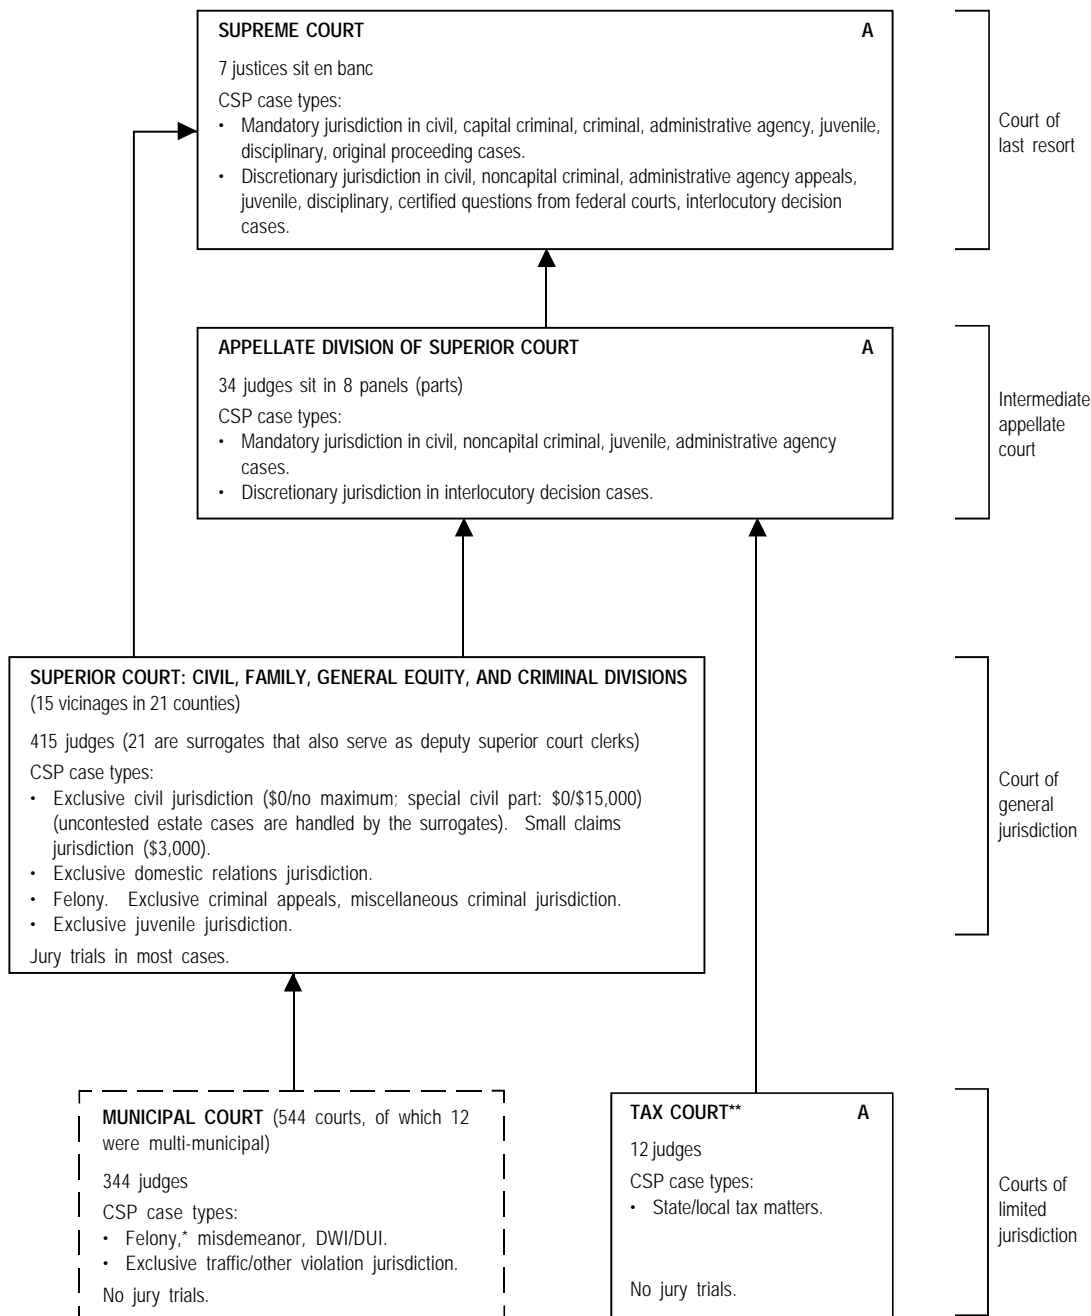 SUPREME COURT A
7 justices sit en banc
CSP case types:
• Mandatory jurisdiction in civil, capital criminal, criminal, administrative agency, juvenile,
disciplinary, original proceeding cases.
• Discretionary jurisdiction in civil, noncapital criminal, administrative agency appeals,
juvenile, disciplinary, certified questions from federal courts, interlocutory decision
cases.
Court of
last resort
APPELLATE DIVISION OF SUPERIOR COURT A
34 judges sit in 8 panels (parts)
CSP case types:
• Mandatory jurisdiction in civil, noncapital criminal, juvenile, administrative agency
cases.
• Discretionary jurisdiction in interlocutory decision cases.
Intermediate
appellate
court
SUPERIOR COURT: CIVIL, FAMILY, GENERAL EQUITY, AND CRIMINAL DIVISIONS
(15 vicinages in 21 counties)
415 judges (21 are surrogates that also serve as deputy superior court clerks)
CSP case types:
• Exclusive civil jurisdiction ($0/no maximum; special civil part: $0/$15,000)
(uncontested estate cases are handled by the surrogates). Small claims
jurisdiction ($3,000).
• Exclusive domestic relations jurisdiction.
• Felony. Exclusive criminal appeals, miscellaneous criminal jurisdiction.
• Exclusive juvenile jurisdiction.
Jury trials in most cases.
Court of
general
jurisdiction
MUNICIPAL COURT (544 courts, of which 12
were multi-municipal)
344 judges
CSP case types:
• Felony,* misdemeanor, DWI/DUI.
• Exclusive traffic/other violation jurisdiction.
No jury trials.
TAX COURT** A
12 judges
CSP case types:
• State/local tax matters.
No jury trials.
Courts of
limited
jurisdiction